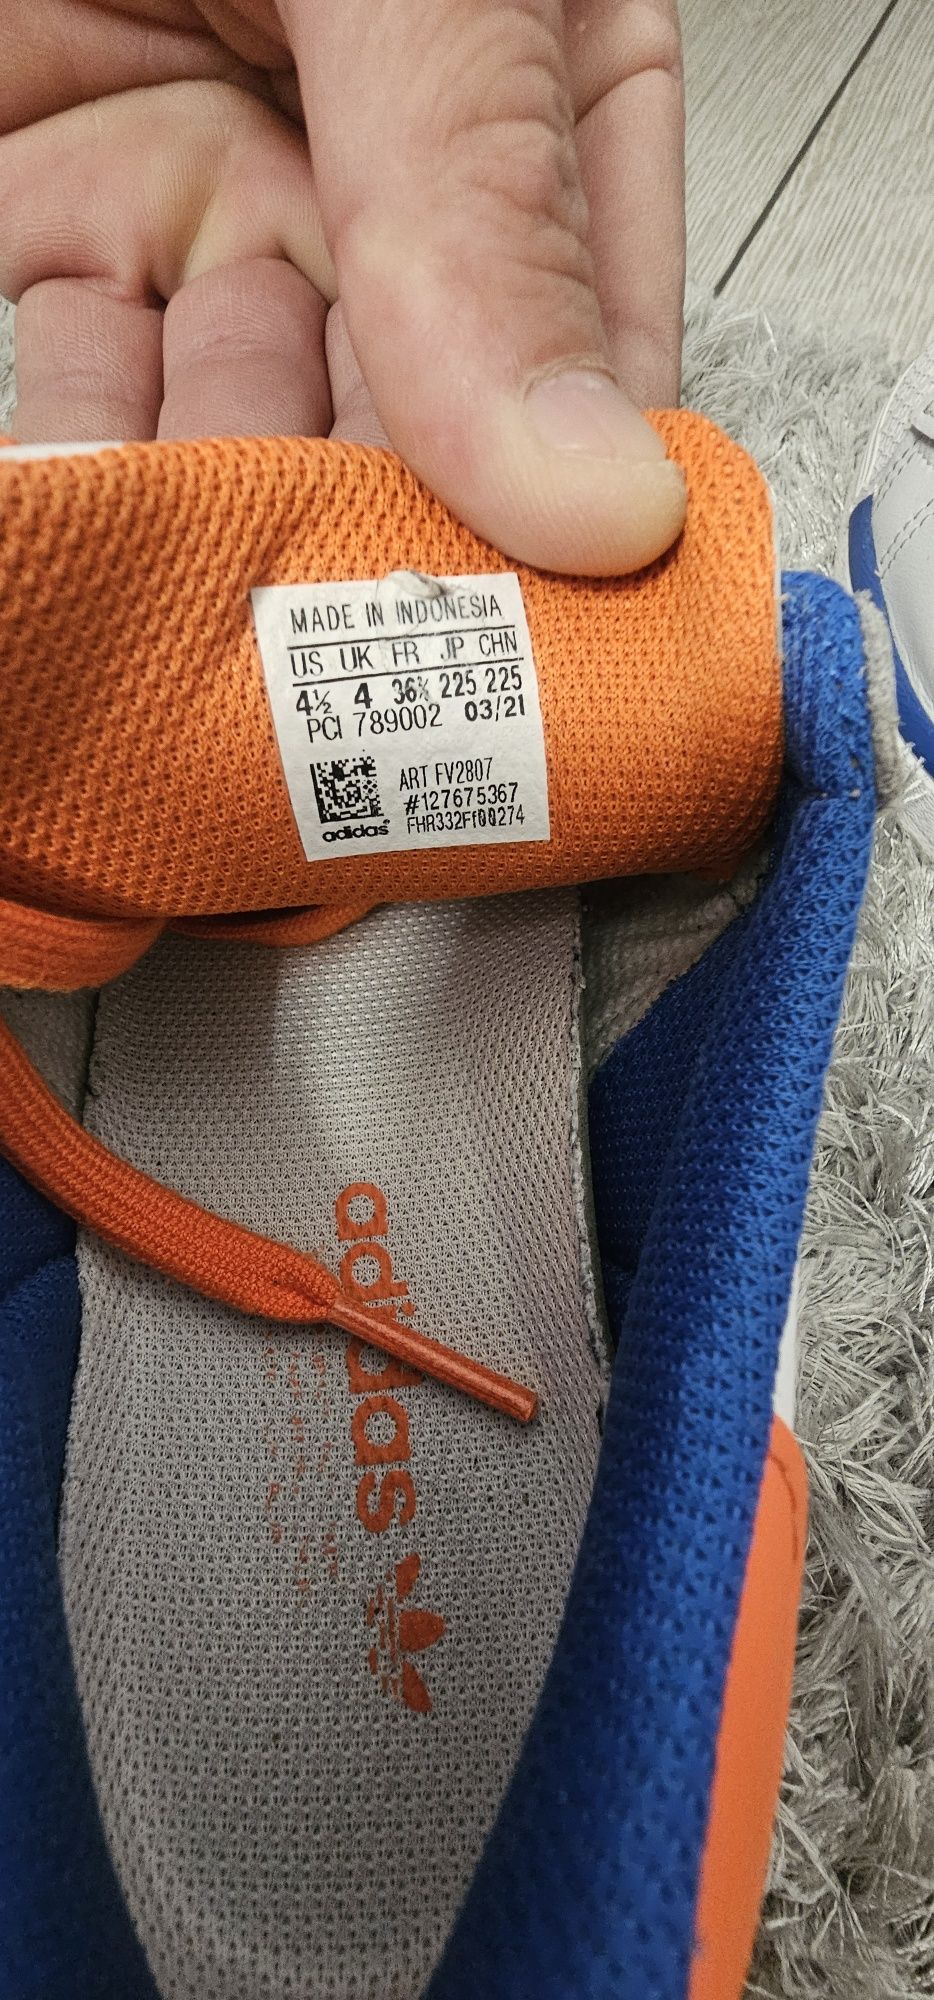 MADE IN INDONESIA
US UK FR JP CHN
4½ 4 36⅔ 225 225
PCI 789002 03/21
ART FV2807
#127675367
adidas
adidas